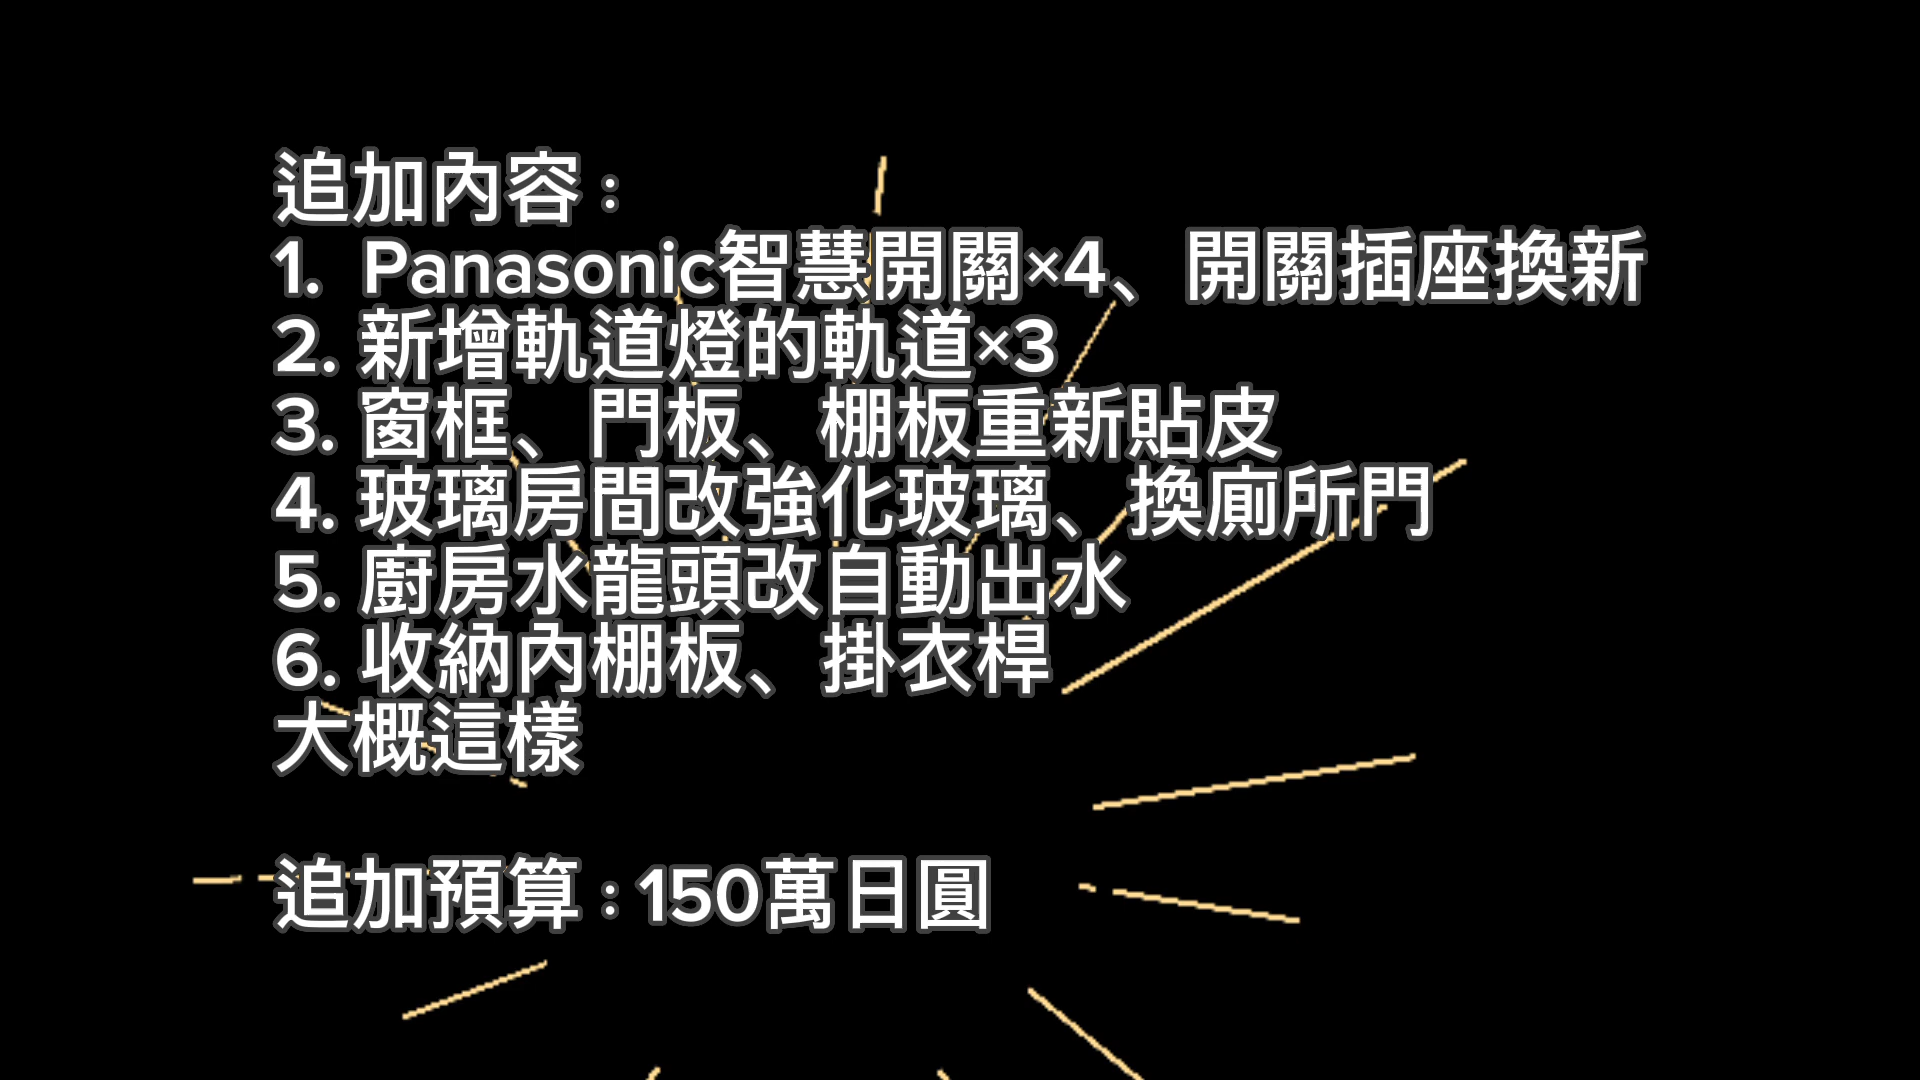 追加內容：
1. Panasonic智慧開關×4、開關插座換新
2. 新增軌道燈的軌道×3
3. 窗框、門板、棚板重新貼皮
4. 玻璃房間改強化玻璃、換廁所門
5. 廚房水龍頭改自動出水
6. 收納內棚板、掛衣桿
大概這樣
追加預算：150萬日圓